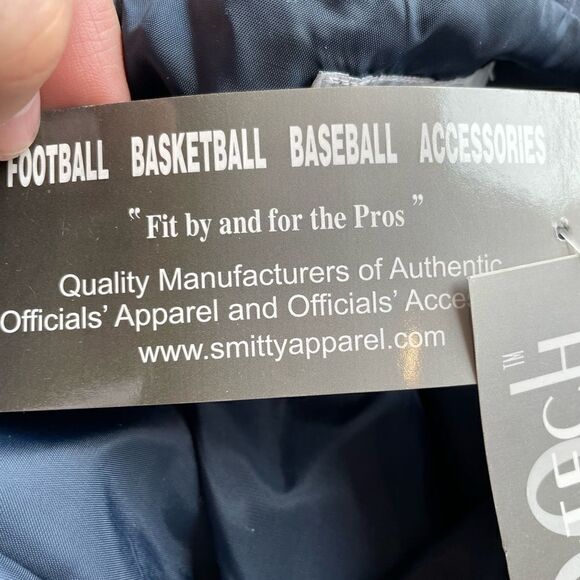 FOOTBALL BASKETBALL BASEBALL ACCESSORIES
"Fit by and for the Pros"
Quality Manufacturers of Authentic
Officials' Apparel and Officials'
www.smittyapparel.com
TM